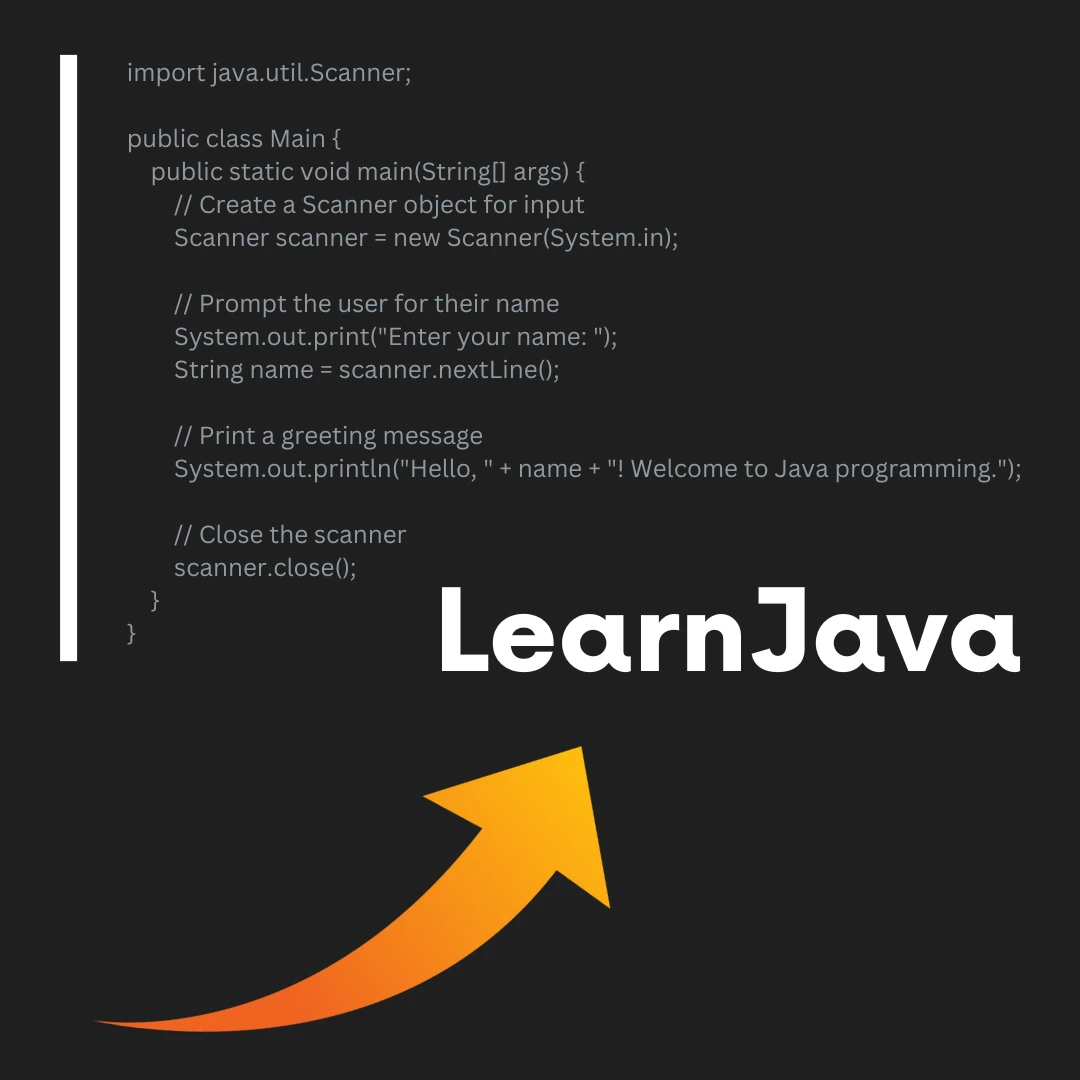 import java.util.Scanner;
public class Main {
public static void main(String[] args) {
// Create a Scanner object for input
Scanner scanner = new Scanner(System.in);
// Prompt the user for their name
System.out.print("Enter your name: ");
String name = scanner.nextLine();
// Print a greeting message
System.out.println("Hello, " + name + "! Welcome to Java programming.");
// Close the scanner
scanner.close();
}
}
LearnJava